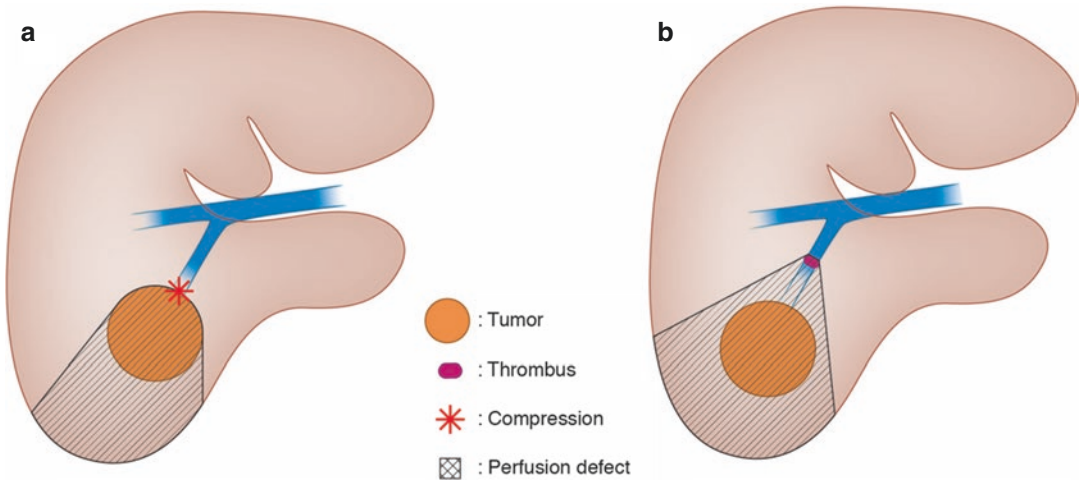 a
b
: Tumor
: Thrombus
: Compression
: Perfusion defect